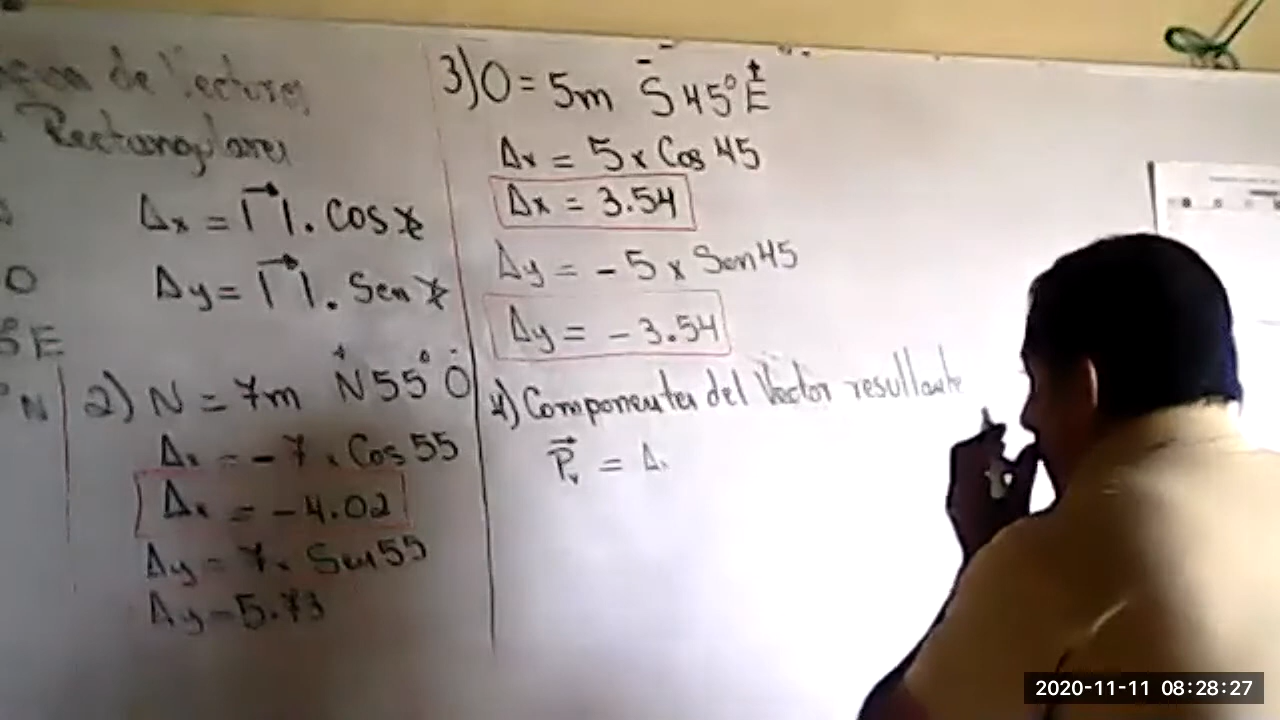 de Vectores
Rectangulares
Δx = |→|. Cos
Δy = |→|. Sen
O
E
N
2) N = 7m N55°O
Δx = -7 x Cos 55
Δx = -4.02
Δy = 7 x Sen 55
Δy = 5.73
3) O = 5m S45°E
Δx = 5 x Cos 45
Δx = 3.54
Δy = -5 x Sen 45
Δy = -3.54
4) Componentes del Vector resultante
= Δ
2020-11-11 08:28:27